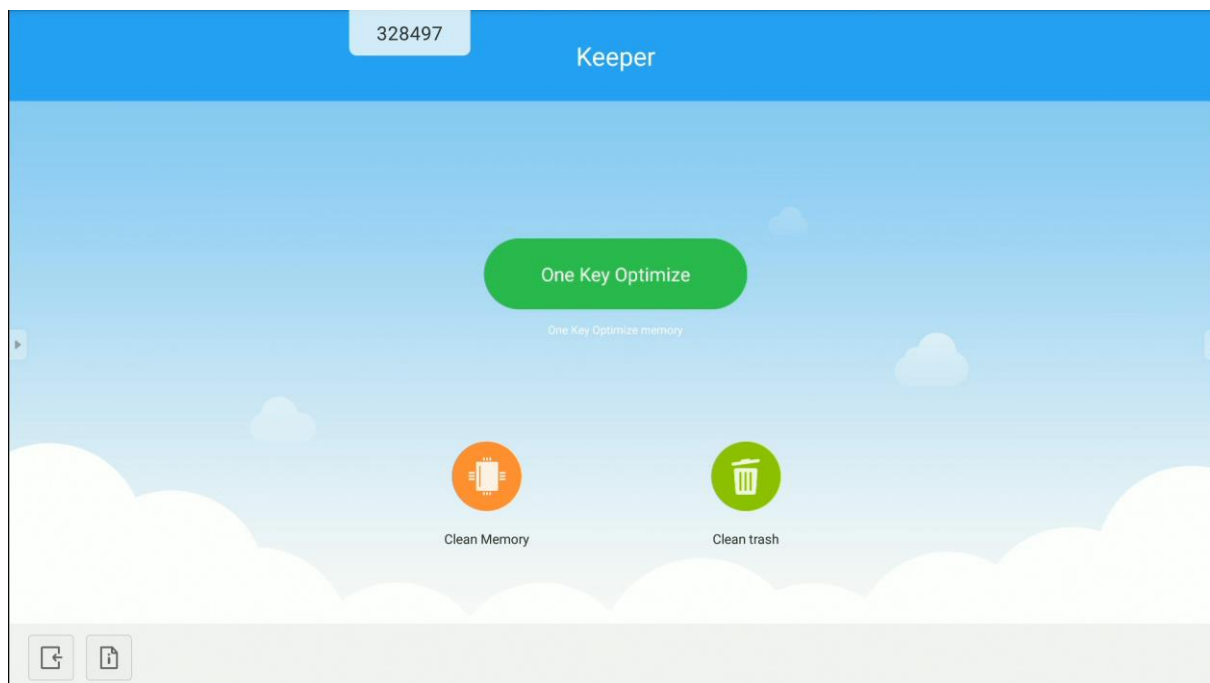 328497
Keeper
One Key Optimize
One Key Optimize memory
Clean Memory
Clean trash